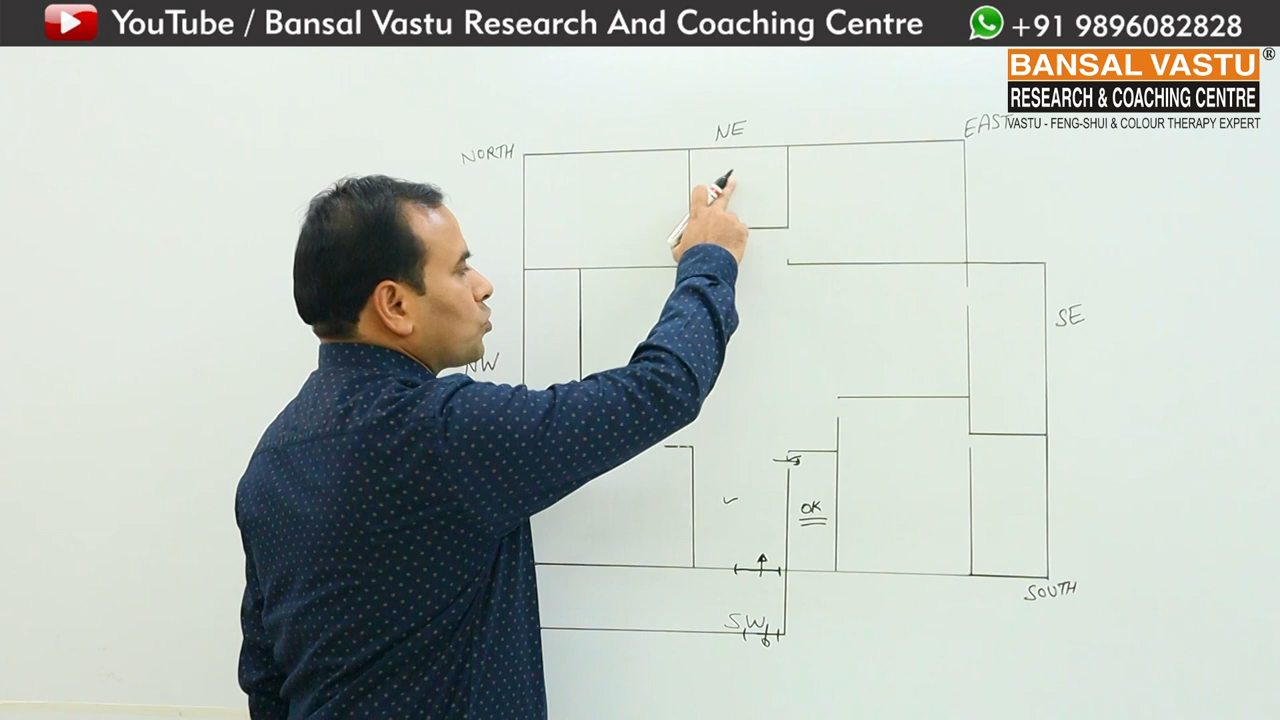 YouTube / Bansal Vastu Research And Coaching Centre
+91 9896082828
BANSAL VASTU ®
RESEARCH & COACHING CENTRE
VASTU - FENG-SHUI & COLOUR THERAPY EXPERT
NE
EAST
NORTH
SE
NW
OK
SOUTH
SW